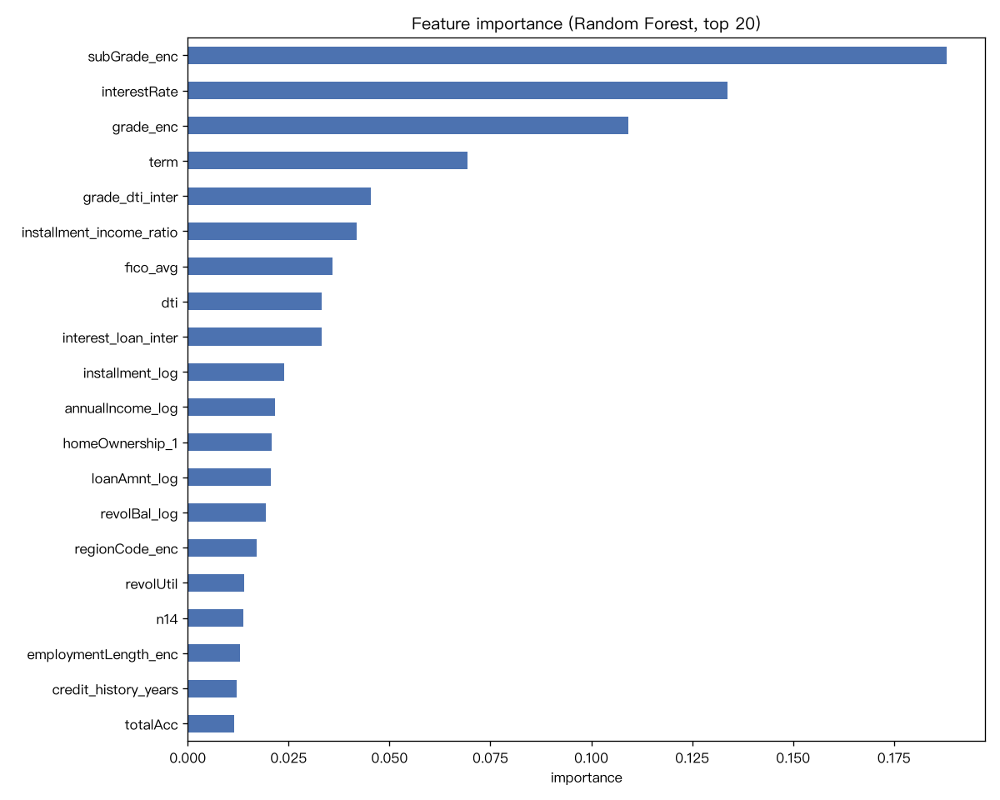 Feature importance (Random Forest, top 20)
subGrade_enc
interestRate
grade_enc
term
grade_dti_inter
installment_income_ratio
fico_avg
dti
interest_loan_inter
installment_log
annualIncome_log
homeOwnership_1
loanAmnt_log
revolBal_log
regionCode_enc
revolUtil
n14
employmentLength_enc
credit_history_years
totalAcc
0.000 0.025 0.050 0.075 0.100 0.125 0.150 0.175
importance